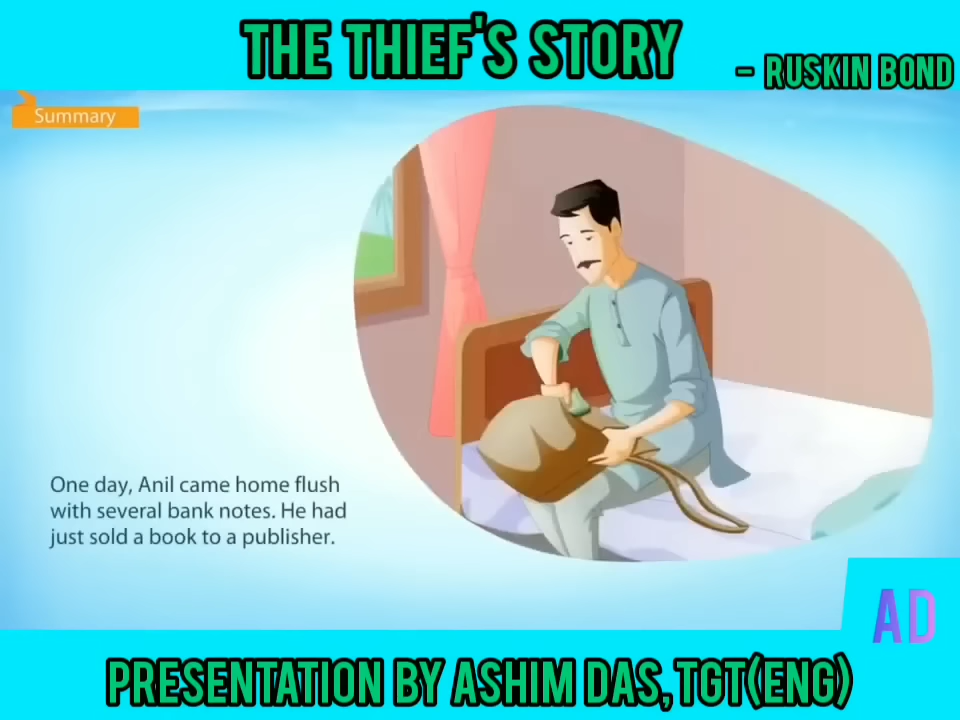 THE THIEF'S STORY
- RUSKIN BOND
Summary
One day, Anil came home flush
with several bank notes. He had
just sold a book to a publisher.
AD
PRESENTATION BY ASHIM DAS, TGT(ENG)